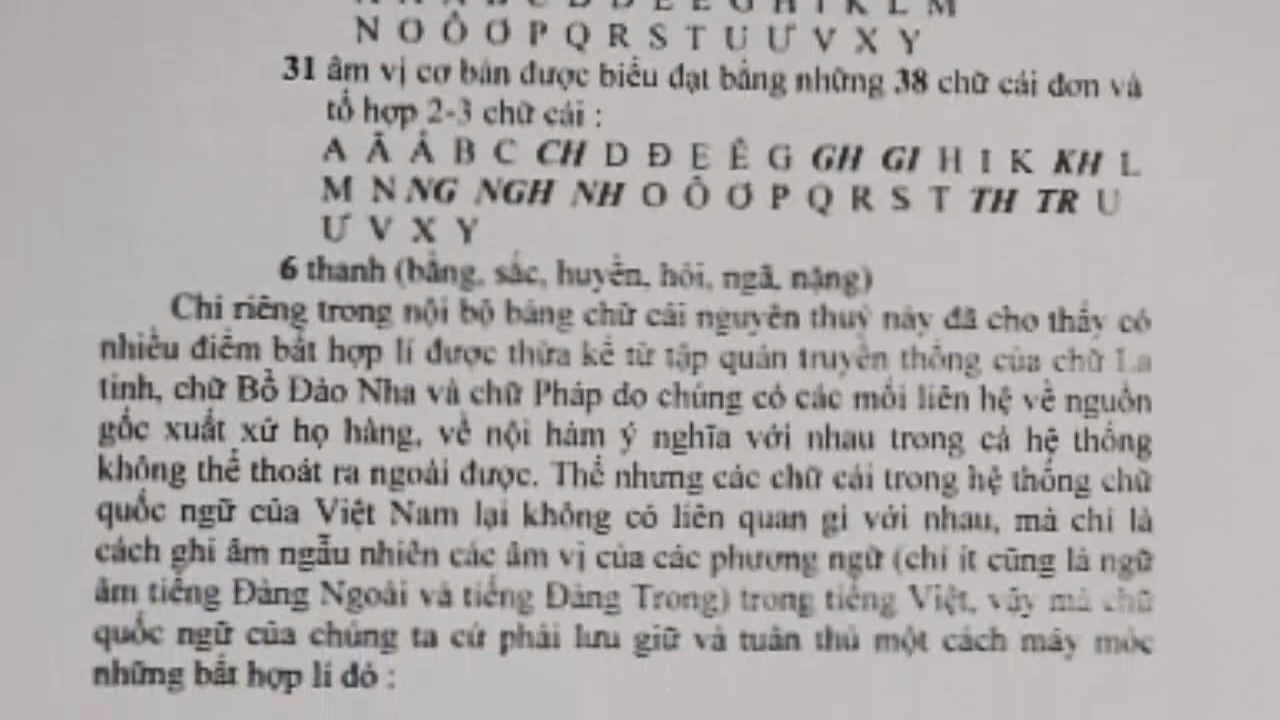 N O Ô Ơ P Q R S T U Ư V X Y
31 âm vị cơ bản được biểu đạt bằng những 38 chữ cái đơn và
tổ hợp 2-3 chữ cái :
A Ă Â B C CH D Đ E Ê G GH GI H I K KH L
M N NG NGH NH O Ô Ơ P Q R S T TH TR U
Ư V X Y
6 thanh (bằng, sắc, huyền, hỏi, ngã, nặng)
Chỉ riêng trong nội bộ bảng chữ cái nguyên thuỷ này đã cho thấy có
nhiều điểm bất hợp lí được thừa kế từ tập quán truyền thống của chữ La
tinh, chữ Bồ Đào Nha và chữ Pháp do chúng có các mối liên hệ về nguồn
gốc xuất xứ họ hàng, về nội hàm ý nghĩa với nhau trong cả hệ thống
không thể thoát ra ngoài được. Thế nhưng các chữ cái trong hệ thống chữ
quốc ngữ của Việt Nam lại không có liên quan gì với nhau, mà chỉ là
cách ghi âm ngẫu nhiên các âm vị của các phương ngữ (chí ít cũng là ngữ
âm tiếng Đàng Ngoài và tiếng Đàng Trong) trong tiếng Việt, vậy mà chữ
quốc ngữ của chúng ta cứ phải lưu giữ và tuân thủ một cách máy móc
những bất hợp lí đó :